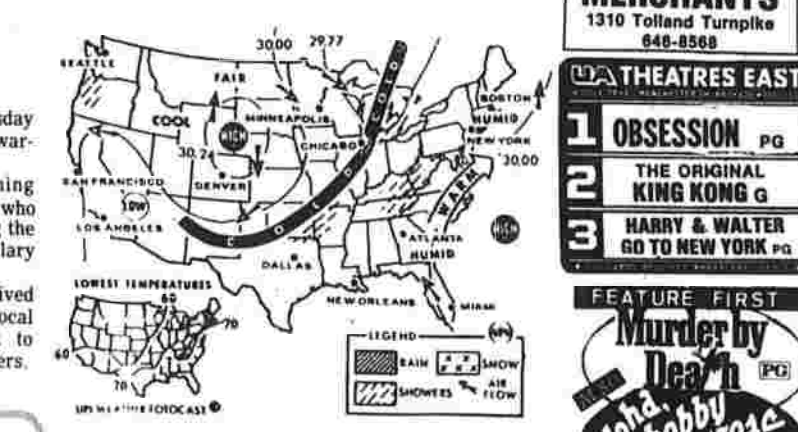 sday
war-
ning
who
g the
lary
ived
ocal
to
ers.
SEATTLE
FAIR
30.00
29.77
COLD
COOL
HIGH
MINNEAPOLIS
CHICAGO
BOSTON
HUMID
NEW YORK
30.00
30.24
DENVER
SAN FRANCISCO
LOW
LOS ANGELES
COLD
WARM
HIGH
ATLANTA
HUMID
DALLAS
NEW ORLEANS
MIAMI
LOWEST TEMPERATURES
60
70
60
70
UPI WEATHER FOTOCAST ®
LEGEND
RAIN
SNOW
SHOWERS
AIR FLOW
MERCHANTS
1310 Tolland Turnpike
646-8568
UA THEATRES EAST
1 OBSESSION PG
2 THE ORIGINAL
KING KONG G
3 HARRY & WALTER
GO TO NEW YORK PG
FEATURE FIRST
Murder by
Death PG